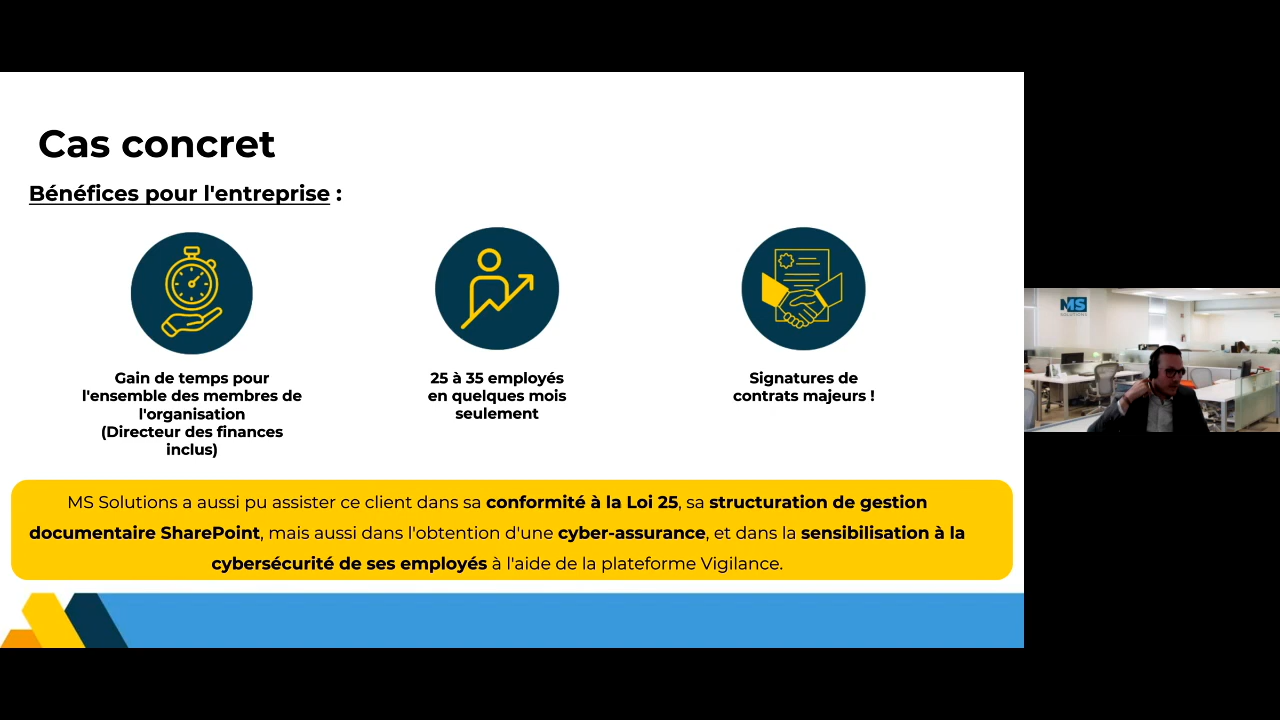 Cas concret
Bénéfices pour l'entreprise :
Gain de temps pour
l'ensemble des membres de
l'organisation
(Directeur des finances
inclus)
25 à 35 employés
en quelques mois
seulement
Signatures de
contrats majeurs !
MS Solutions a aussi pu assister ce client dans sa conformité à la Loi 25, sa structuration de gestion
documentaire SharePoint, mais aussi dans l'obtention d'une cyber-assurance, et dans la sensibilisation à la
cybersécurité de ses employés à l'aide de la plateforme Vigilance.
MS
SOLUTIONS